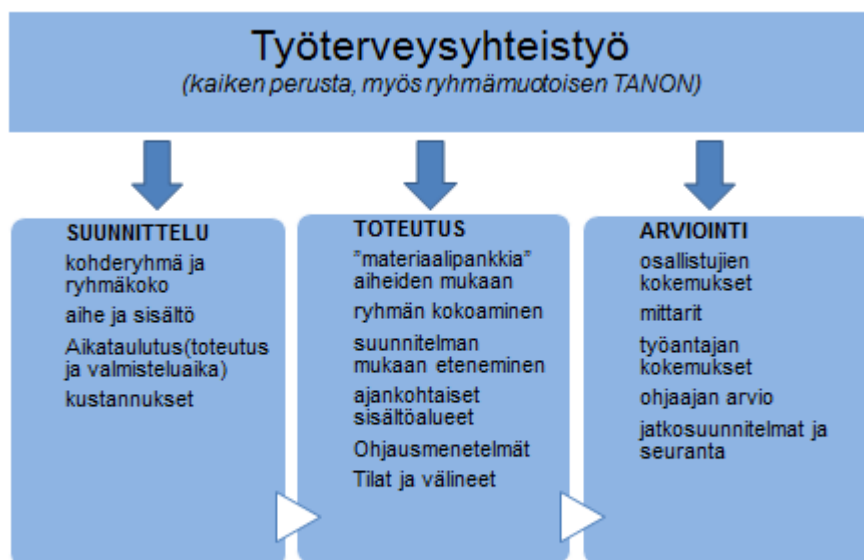 Työterveysyhteistyö
(kaiken perusta, myös ryhmämuotoisen TANON)
SUUNNITTELU
kohderyhmä ja
ryhmäkoko
aihe ja sisältö
Aikataulutus(toteutus
ja valmisteluaika)
kustannukset
TOTEUTUS
"materiaalipankkia"
aiheiden mukaan
ryhmän kokoaminen
suunnitelman
mukaan eteneminen
ajankohtaiset
sisältöalueet
Ohjausmenetelmät
Tilat ja välineet
ARVIOINTI
osallistujien
kokemukset
mittarit
työantajan
kokemukset
ohjaajan arvio
jatkosuunnitelmat ja
seuranta